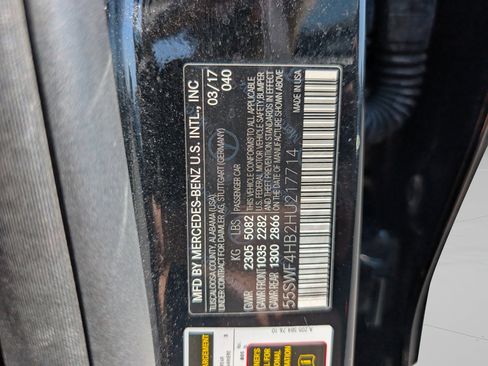 MFD BY MERCEDES-BENZ U.S. INTL., INC
TUSCALOOSA COUNTY, ALABAMA (USA)
UNDER CONTRACT FOR DAIMLER AG, STUTTGART (GERMANY)
03/17
040
PASSENGER CAR
KG LBS
GVWR 2305 5082
GAWR 1035 2282
GAWR 1300 2866
THIS VEHICLE CONFORMS TO ALL APPLICABLE
U.S. FEDERAL MOTOR VEHICLE SAFETY, BUMPER
AND THEFT PREVENTION STANDARDS IN EFFECT
ON THE DATE OF MANUFACTURE SHOWN ABOVE.
MADE IN USA
55SWF4HB2HU217714